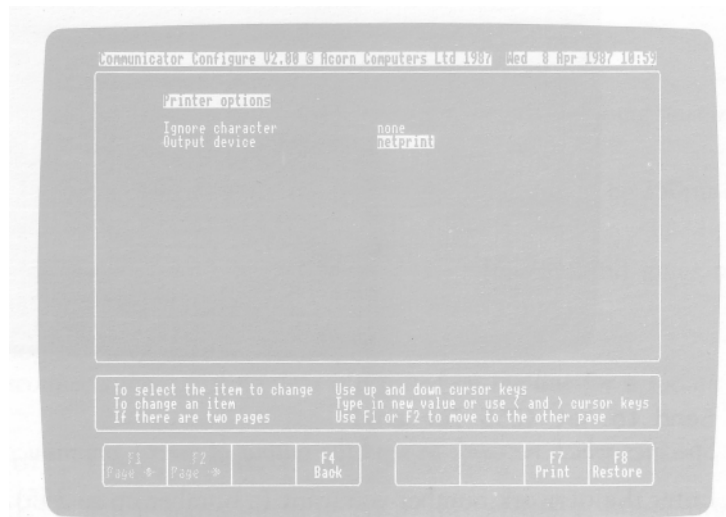 Communicator Configure V2.00 © Acorn Computers Ltd 1987 Wed 8 Apr 1987 10:59
Printer options
Ignore character none
Output device netprint
To select the item to change Use up and down cursor keys
To change an item Type in new value or use < and > cursor keys
If there are two pages Use F1 or F2 to move to the other page
F1 F2 F4 F7 F8
Page Page Back Print Restore